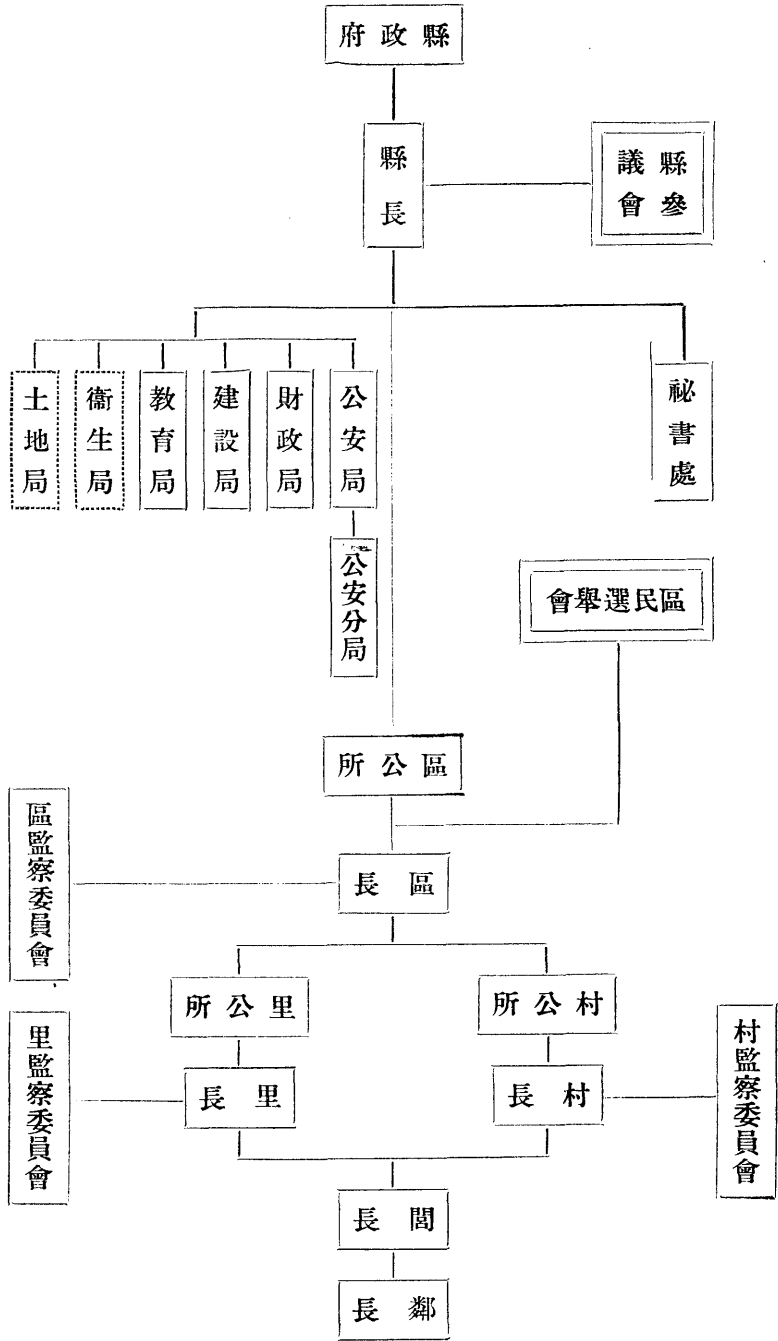 縣政府
縣長
縣參
議會
祕書處
公安局
財政局
建設局
教育局
衞生局
土地局
公安分局
區民選舉會
區公所
區長
區監察委員會
村公所
里公所
村長
里長
村監察委員會
里監察委員會
閭長
鄰長